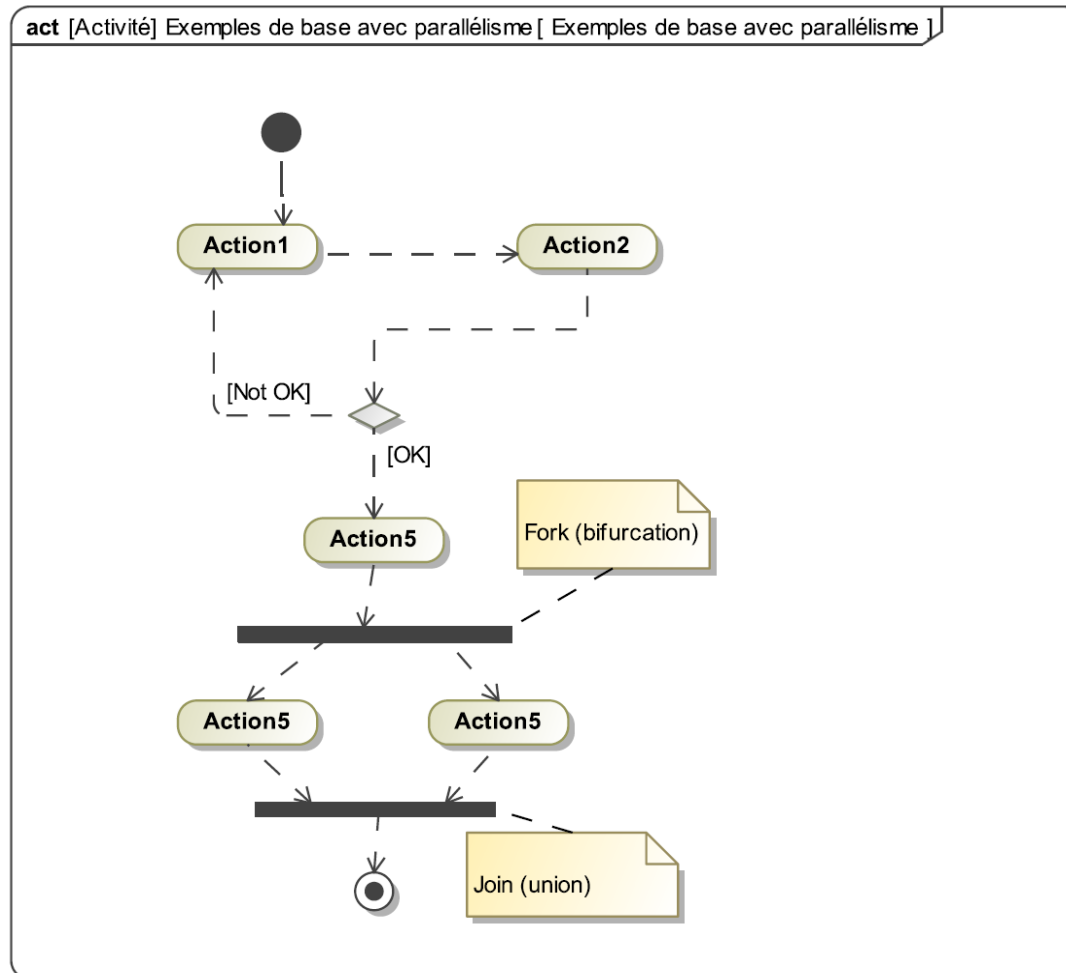 act [Activité] Exemples de base avec parallélisme [ Exemples de base avec parallélisme ]
Action1
Action2
[Not OK]
[OK]
Action5
Fork (bifurcation)
Action5
Action5
Join (union)